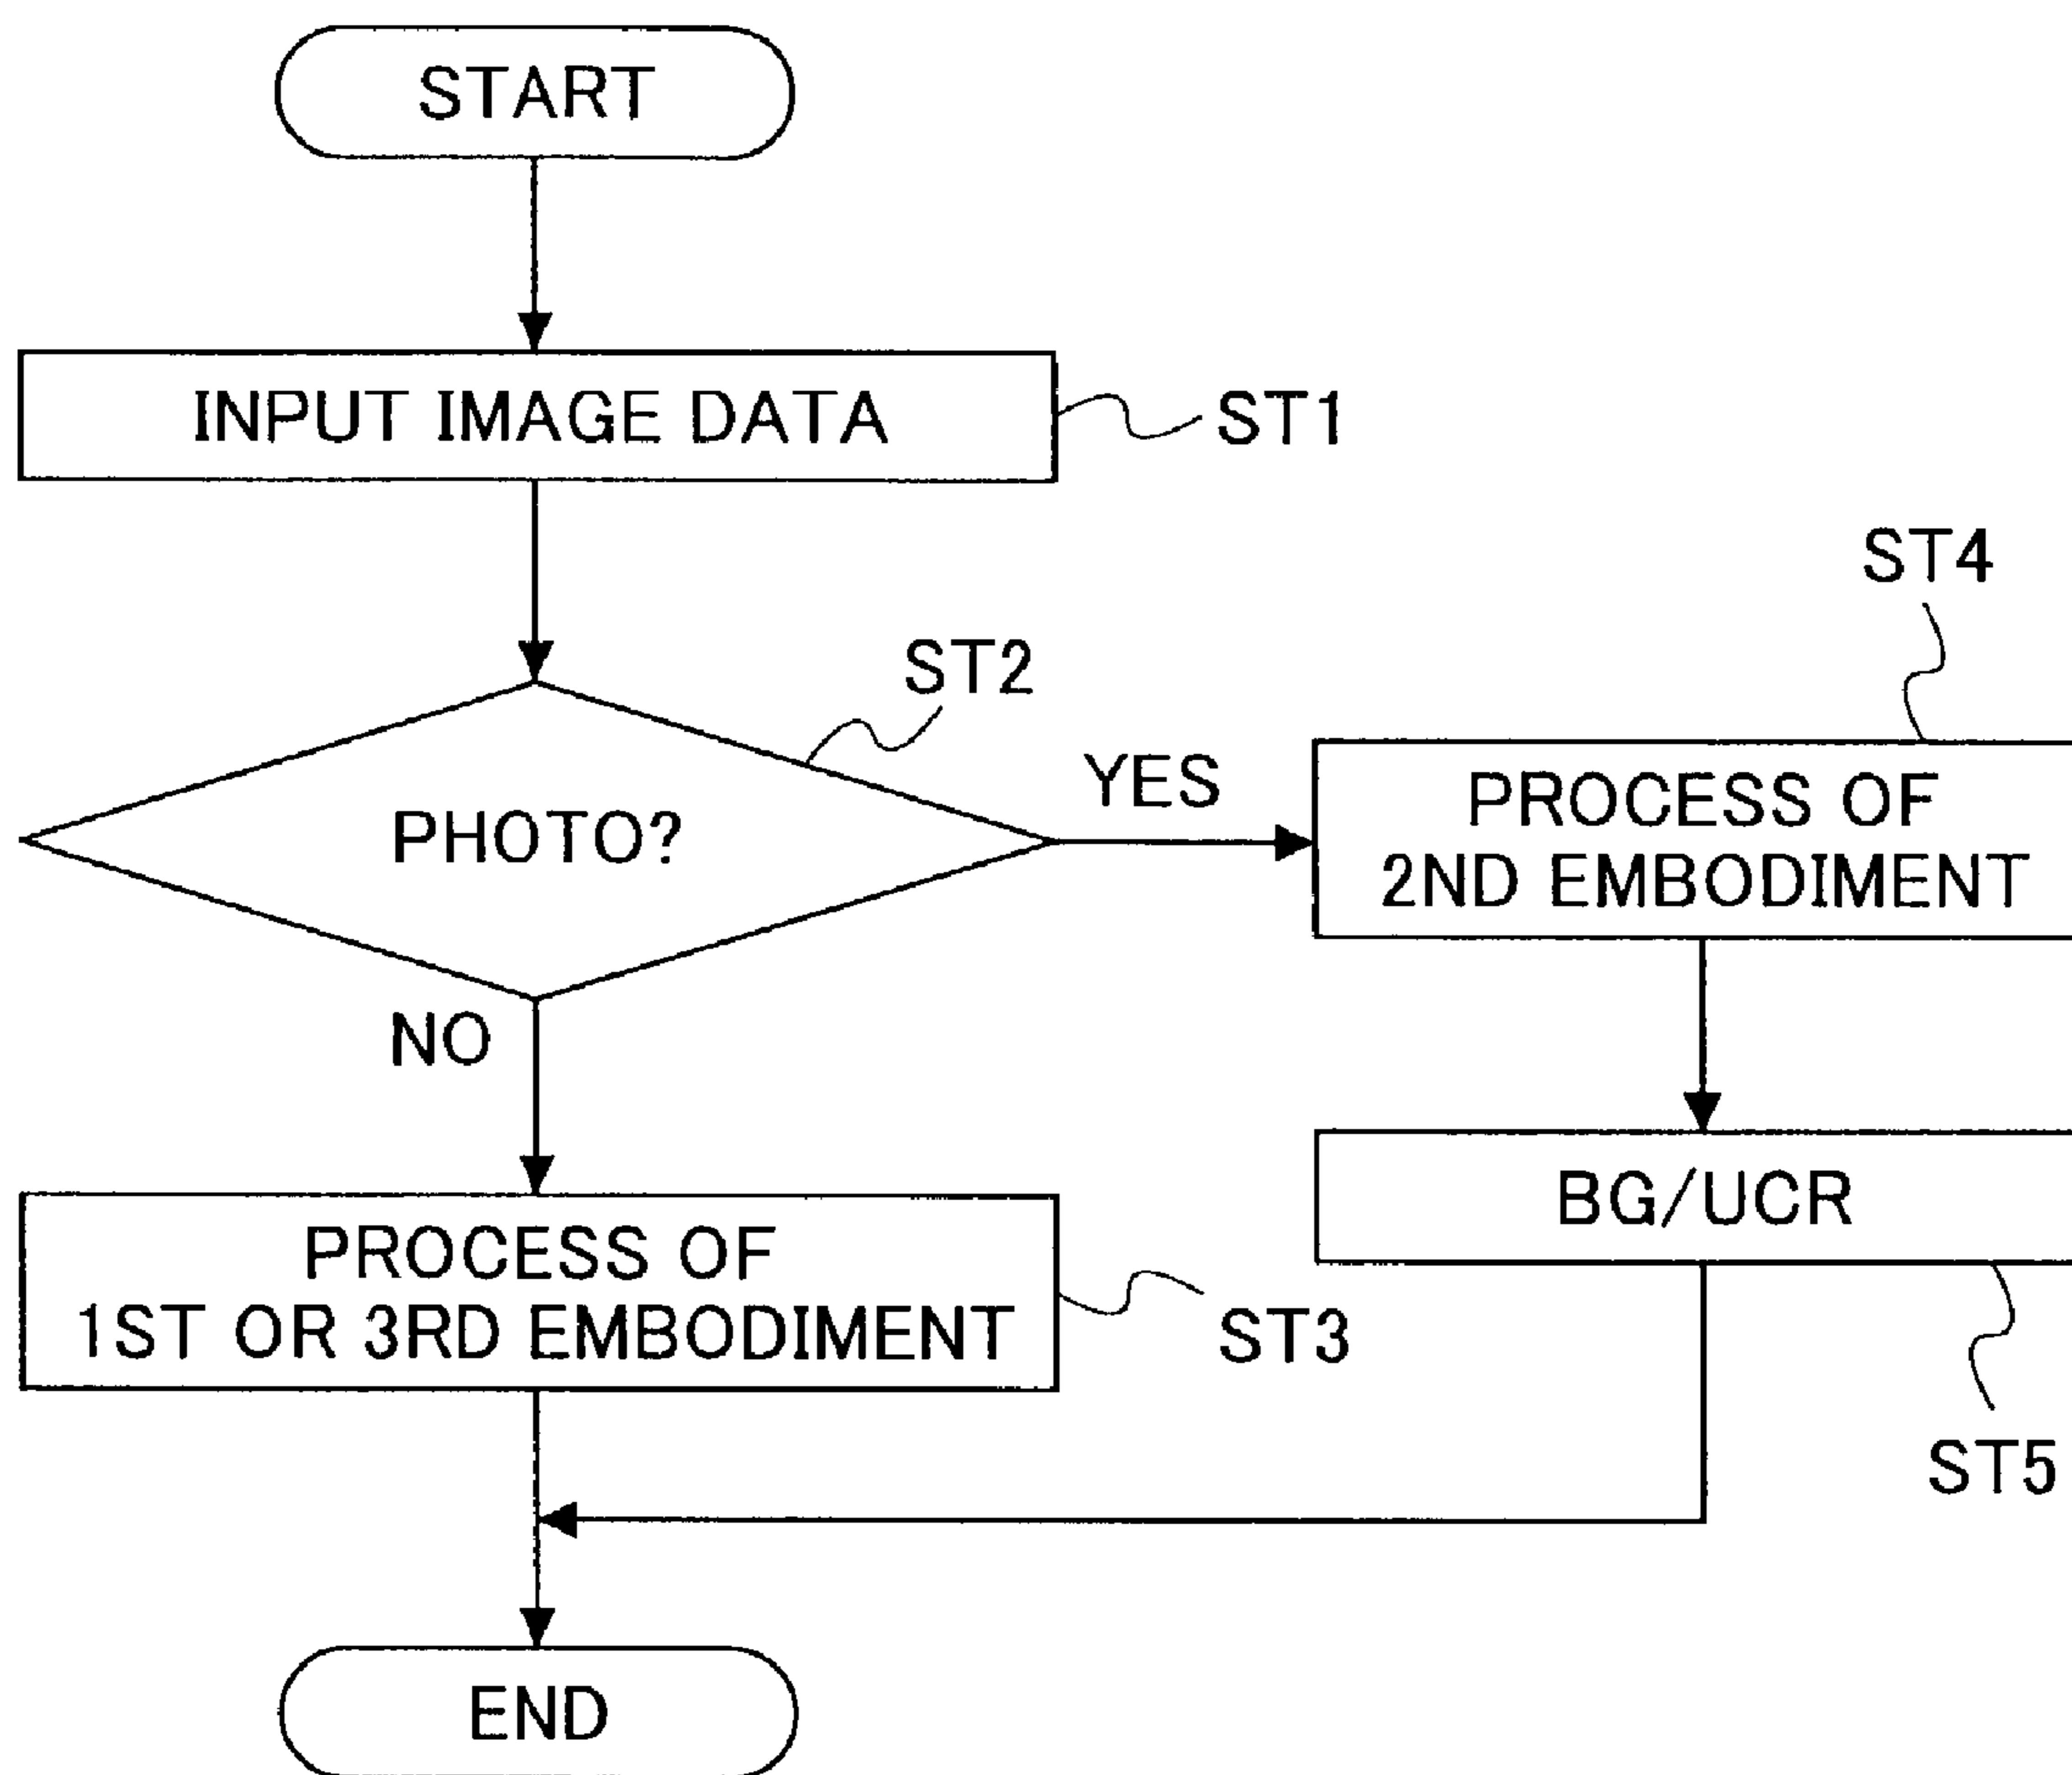 START
INPUT IMAGE DATA
ST1
ST4
ST2
YES
PHOTO?
PROCESS OF
2ND EMBODIMENT
NO
BG/UCR
PROCESS OF
1ST OR 3RD EMBODIMENT
ST3
ST5
END